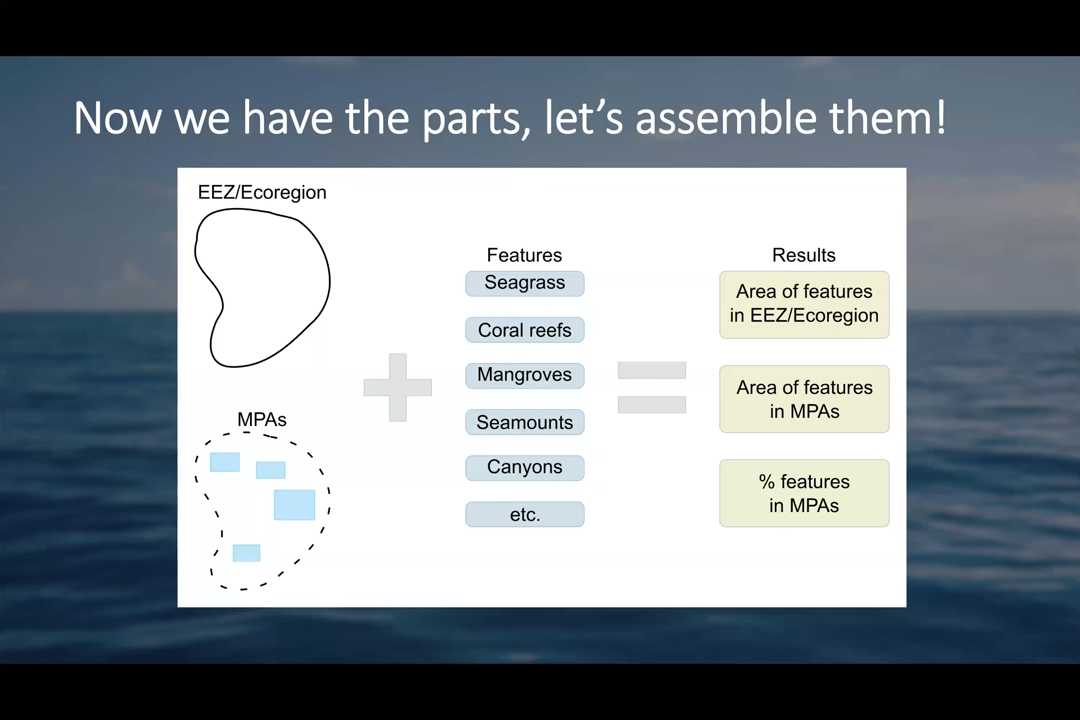 Now we have the parts, let’s assemble them!
EEZ/Ecoregion
MPAs
Features
Seagrass
Coral reefs
Mangroves
Seamounts
Canyons
etc.
Results
Area of features
in EEZ/Ecoregion
Area of features
in MPAs
% features
in MPAs